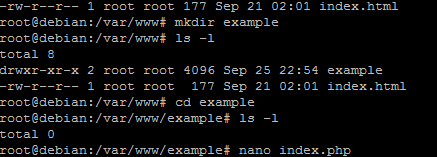 -rw-r--r-- 1 root root 177 Sep 21 02:01 index.html
root@debian:/var/www# mkdir example
root@debian:/var/www# ls -l
total 8
drwxr-xr-x 2 root root 4096 Sep 25 22:54 example
-rw-r--r-- 1 root root  177 Sep 21 02:01 index.html
root@debian:/var/www# cd example
root@debian:/var/www/example# ls -l
total 0
root@debian:/var/www/example# nano index.php